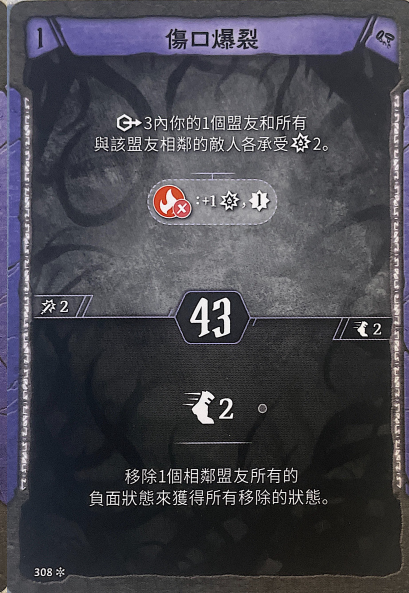 1 傷口爆裂
3內你的1個盟友和所有
與該盟友相鄰的敵人各承受 2。
:+1 , 1
2
43
2
2
移除1個相鄰盟友所有的
負面狀態來獲得所有移除的狀態。
308